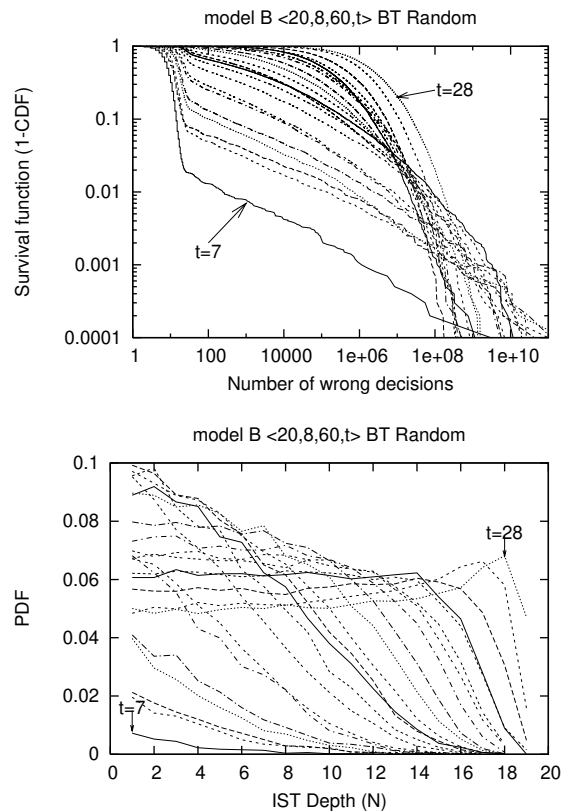 model B <20,8,60,t> BT Random
1
0.1
0.01
0.001
0.0001
Survival function (1-CDF)
t=28
t=7
1 100 10000 1e+06 1e+08 1e+10
Number of wrong decisions
model B <20,8,60,t> BT Random
0.1
0.08
0.06
0.04
0.02
0
PDF
t=28
t=7
0 2 4 6 8 10 12 14 16 18 20
IST Depth (N)